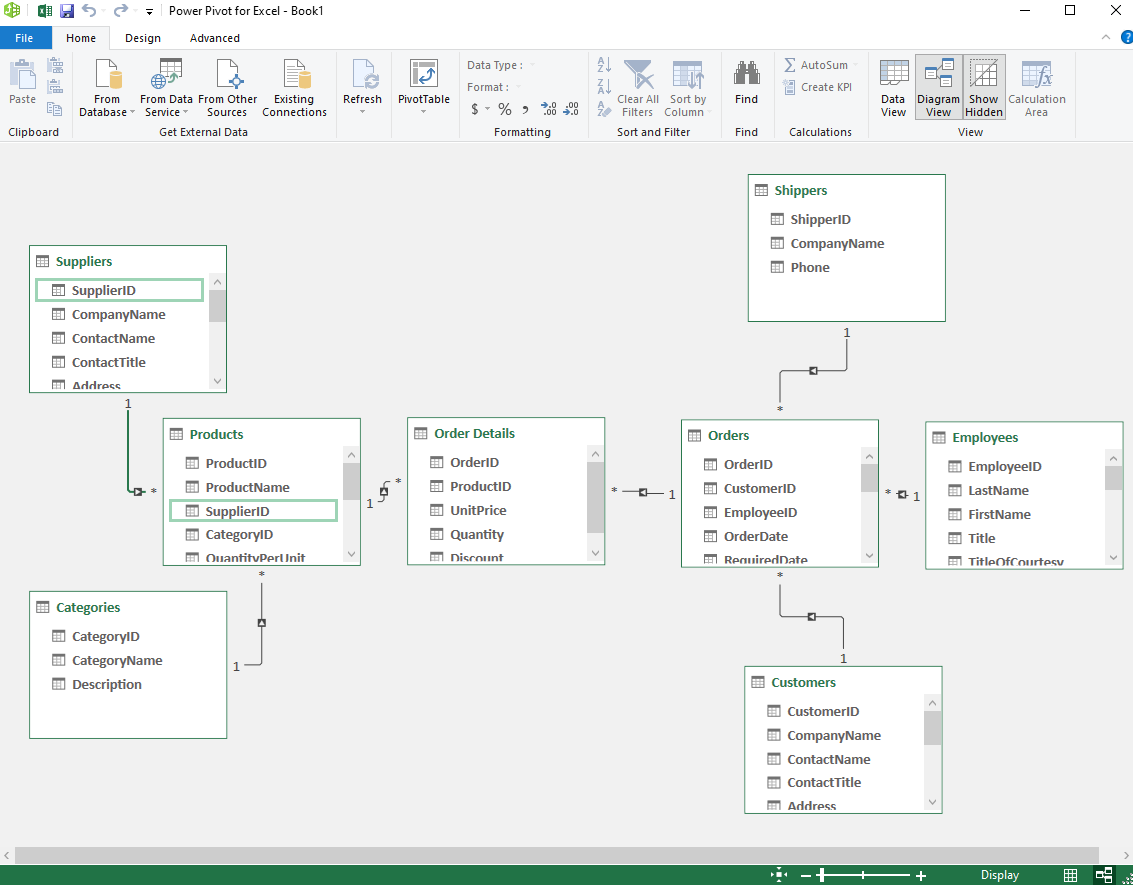 Power Pivot for Excel - Book1
File Home Design Advanced
Paste
Clipboard
From Database
From Data Service
From Other Sources
Existing Connections
Get External Data
Refresh
PivotTable
Data Type :
Format :
$ % ,
.00
.00
Formatting
Clear All Filters
Sort by Column
Sort and Filter
Find
Find
AutoSum
Create KPI
Calculations
Data View
Diagram View
Show Hidden
Calculation Area
View
Shippers
ShipperID
CompanyName
Phone
1
*
Suppliers
SupplierID
CompanyName
ContactName
ContactTitle
Address
1
*
Products
ProductID
ProductName
SupplierID
CategoryID
QuantityPerUnit
1
*
Order Details
OrderID
ProductID
UnitPrice
Quantity
Discount
*
1
Orders
OrderID
CustomerID
EmployeeID
OrderDate
RequiredDate
*
1
Employees
EmployeeID
LastName
FirstName
Title
TitleOfCourtesy
*
1
Categories
CategoryID
CategoryName
Description
*
1
Customers
CustomerID
CompanyName
ContactName
ContactTitle
Address
Display